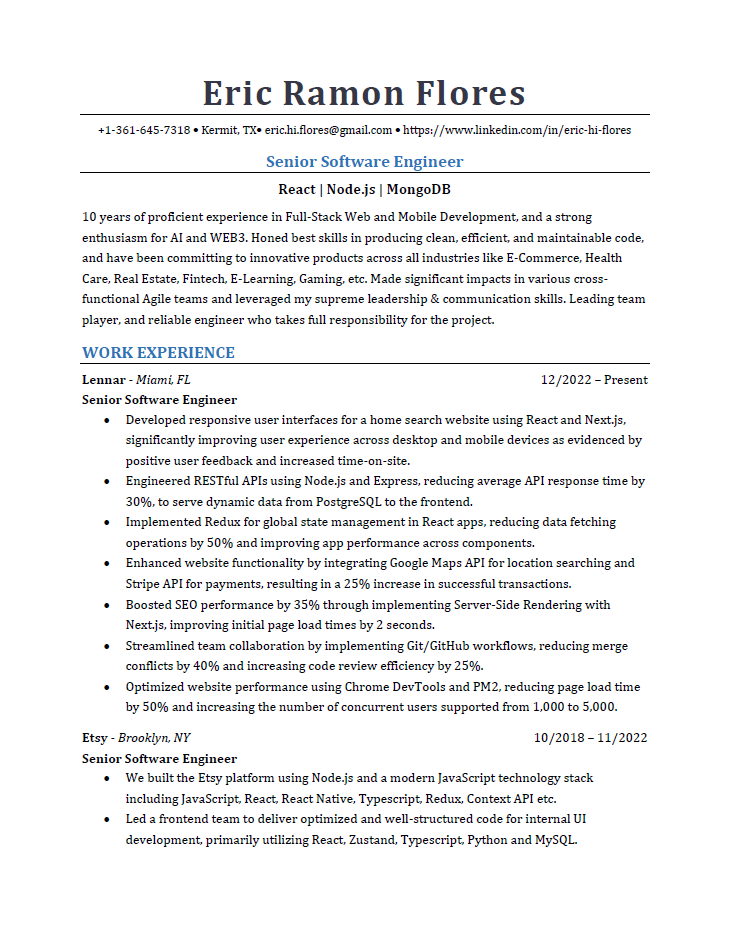 Eric Ramon Flores
+1-361-645-7318 • Kermit, TX• eric.hi.flores@gmail.com • https://www.linkedin.com/in/eric-hi-flores
Senior Software Engineer
React | Node.js | MongoDB
10 years of proficient experience in Full-Stack Web and Mobile Development, and a strong
enthusiasm for AI and WEB3. Honed best skills in producing clean, efficient, and maintainable code,
and have been committing to innovative products across all industries like E-Commerce, Health
Care, Real Estate, Fintech, E-Learning, Gaming, etc. Made significant impacts in various cross-
functional Agile teams and leveraged my supreme leadership & communication skills. Leading team
player, and reliable engineer who takes full responsibility for the project.
WORK EXPERIENCE
Lennar - Miami, FL 12/2022 – Present
Senior Software Engineer
• Developed responsive user interfaces for a home search website using React and Next.js,
significantly improving user experience across desktop and mobile devices as evidenced by
positive user feedback and increased time-on-site.
• Engineered RESTful APIs using Node.js and Express, reducing average API response time by
30%, to serve dynamic data from PostgreSQL to the frontend.
• Implemented Redux for global state management in React apps, reducing data fetching
operations by 50% and improving app performance across components.
• Enhanced website functionality by integrating Google Maps API for location searching and
Stripe API for payments, resulting in a 25% increase in successful transactions.
• Boosted SEO performance by 35% through implementing Server-Side Rendering with
Next.js, improving initial page load times by 2 seconds.
• Streamlined team collaboration by implementing Git/GitHub workflows, reducing merge
conflicts by 40% and increasing code review efficiency by 25%.
• Optimized website performance using Chrome DevTools and PM2, reducing page load time
by 50% and increasing the number of concurrent users supported from 1,000 to 5,000.
Etsy - Brooklyn, NY 10/2018 – 11/2022
Senior Software Engineer
• We built the Etsy platform using Node.js and a modern JavaScript technology stack
including JavaScript, React, React Native, Typescript, Redux, Context API etc.
• Led a frontend team to deliver optimized and well-structured code for internal UI
development, primarily utilizing React, Zustand, Typescript, Python and MySQL.